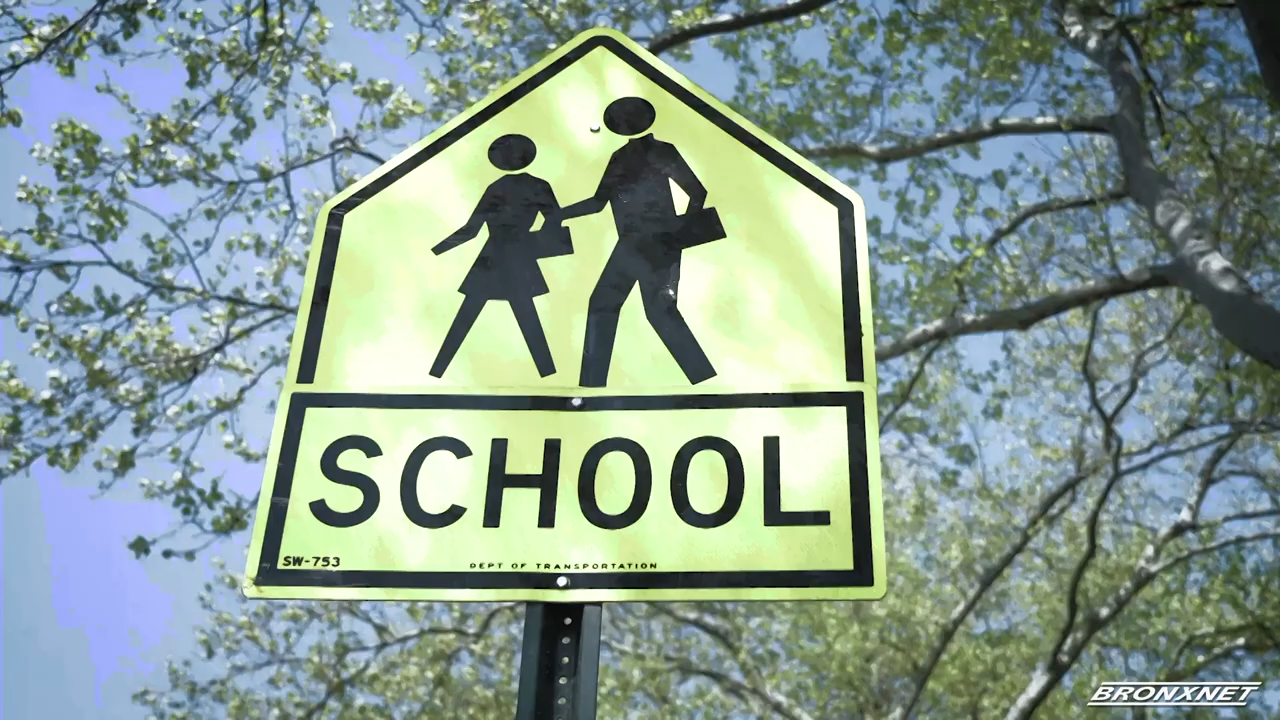 SCHOOL
SW-753
DEPT OF TRANSPORTATION
BRONXNET